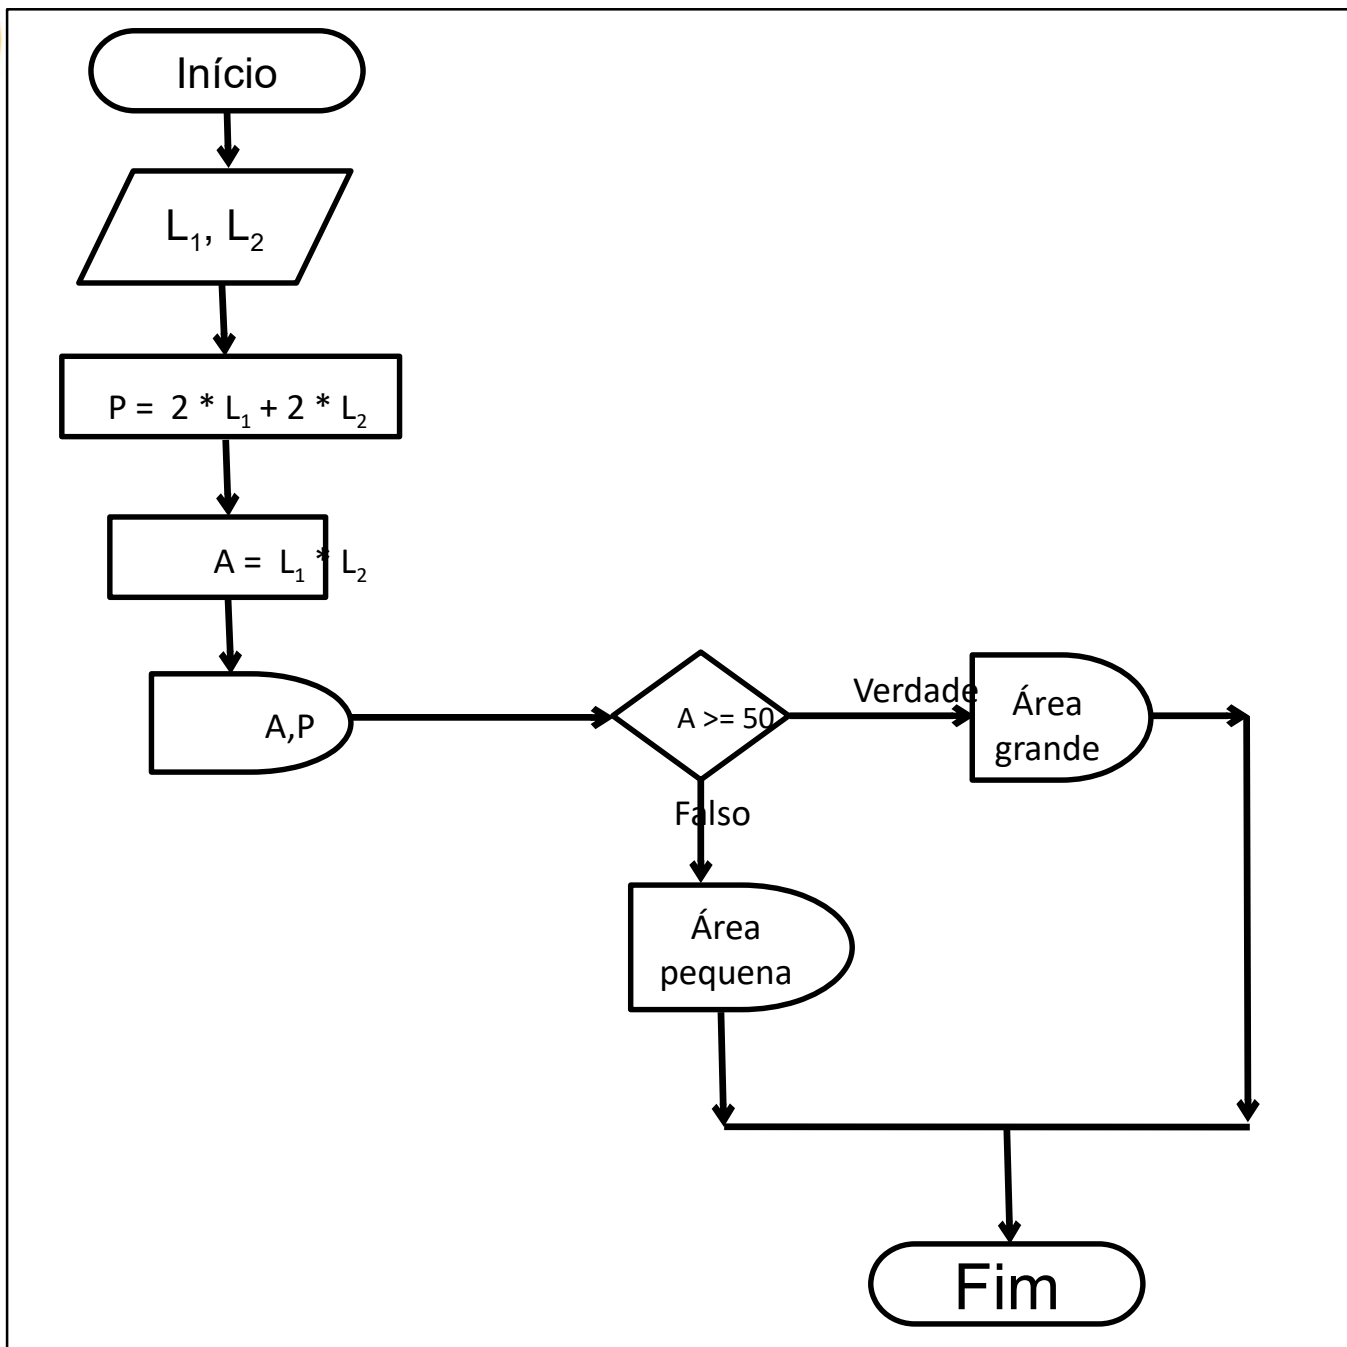 Início
L₁, L₂
P = 2 * L₁ + 2 * L₂
A = L₁ * L₂
A,P
A >= 50
Verdade
Área
grande
Falso
Área
pequena
Fim